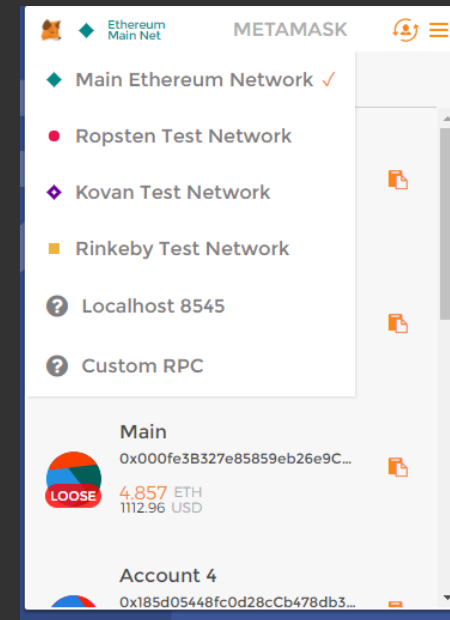 Ethereum
Main Net
METAMASK
Main Ethereum Network ✓
Ropsten Test Network
Kovan Test Network
Rinkeby Test Network
? Localhost 8545
? Custom RPC
Main
0x000fe3B327e85859eb26e9C...
LOOSE
4.857 ETH
1112.96 USD
Account 4
0x185d05448fc0d28cCb478db3...